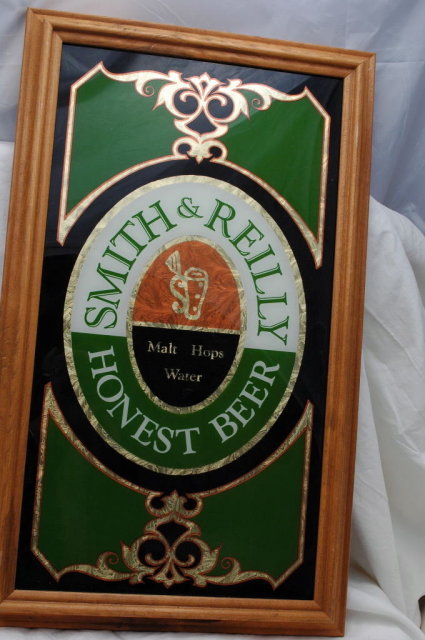 SMITH & REILLY
Malt Hops
Water
HONEST BEER